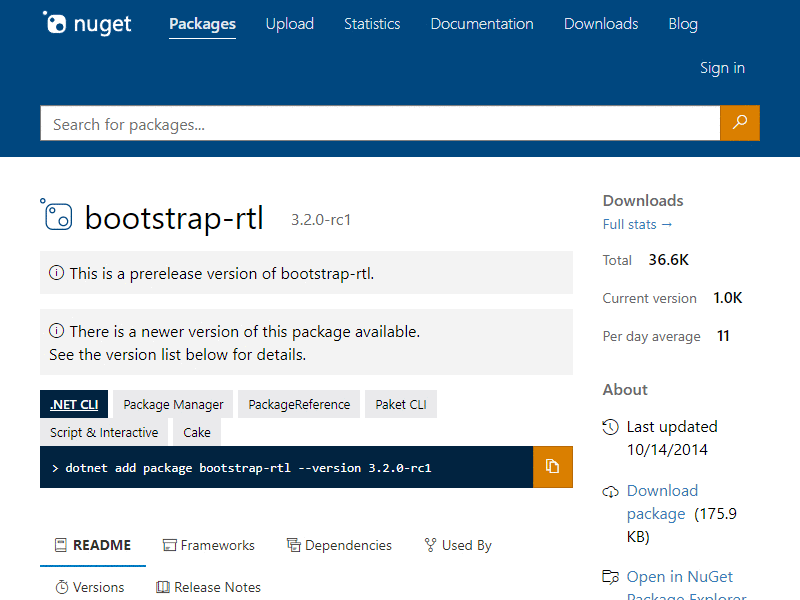 nuget
Packages Upload Statistics Documentation Downloads Blog
Sign in
Search for packages...
bootstrap-rtl 3.2.0-rc1
This is a prerelease version of bootstrap-rtl.
There is a newer version of this package available.
See the version list below for details.
.NET CLI Package Manager PackageReference Paket CLI
Script & Interactive Cake
> dotnet add package bootstrap-rtl --version 3.2.0-rc1
README Frameworks Dependencies Used By
Versions Release Notes
Downloads
Full stats →
Total 36.6K
Current version 1.0K
Per day average 11
About
Last updated
10/14/2014
Download
package (175.9
KB)
Open in NuGet
Package Explorer